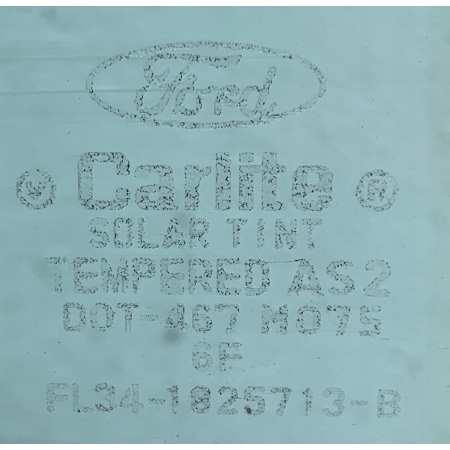 Ford
Carlite ®
SOLAR TINT
TEMPERED AS2
DOT-467 M075
6F
FL34-1825713-B